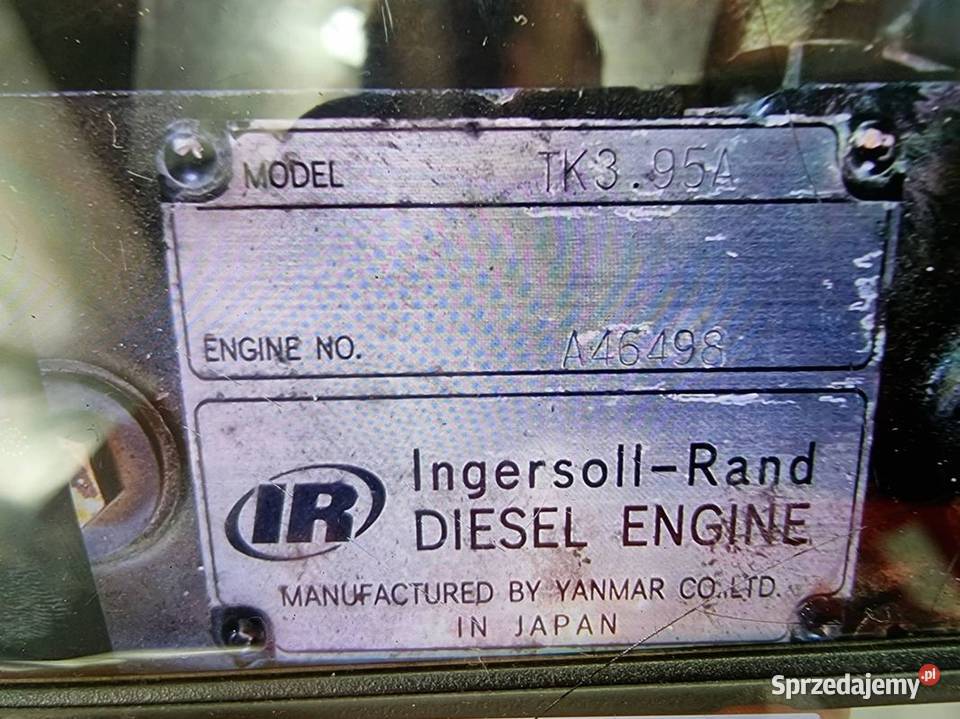 MODEL TK3.95A
ENGINE NO. A46498
IR Ingersoll-Rand
DIESEL ENGINE
MANUFACTURED BY YANMAR CO.,LTD.
IN JAPAN
Sprzedajemy.pl